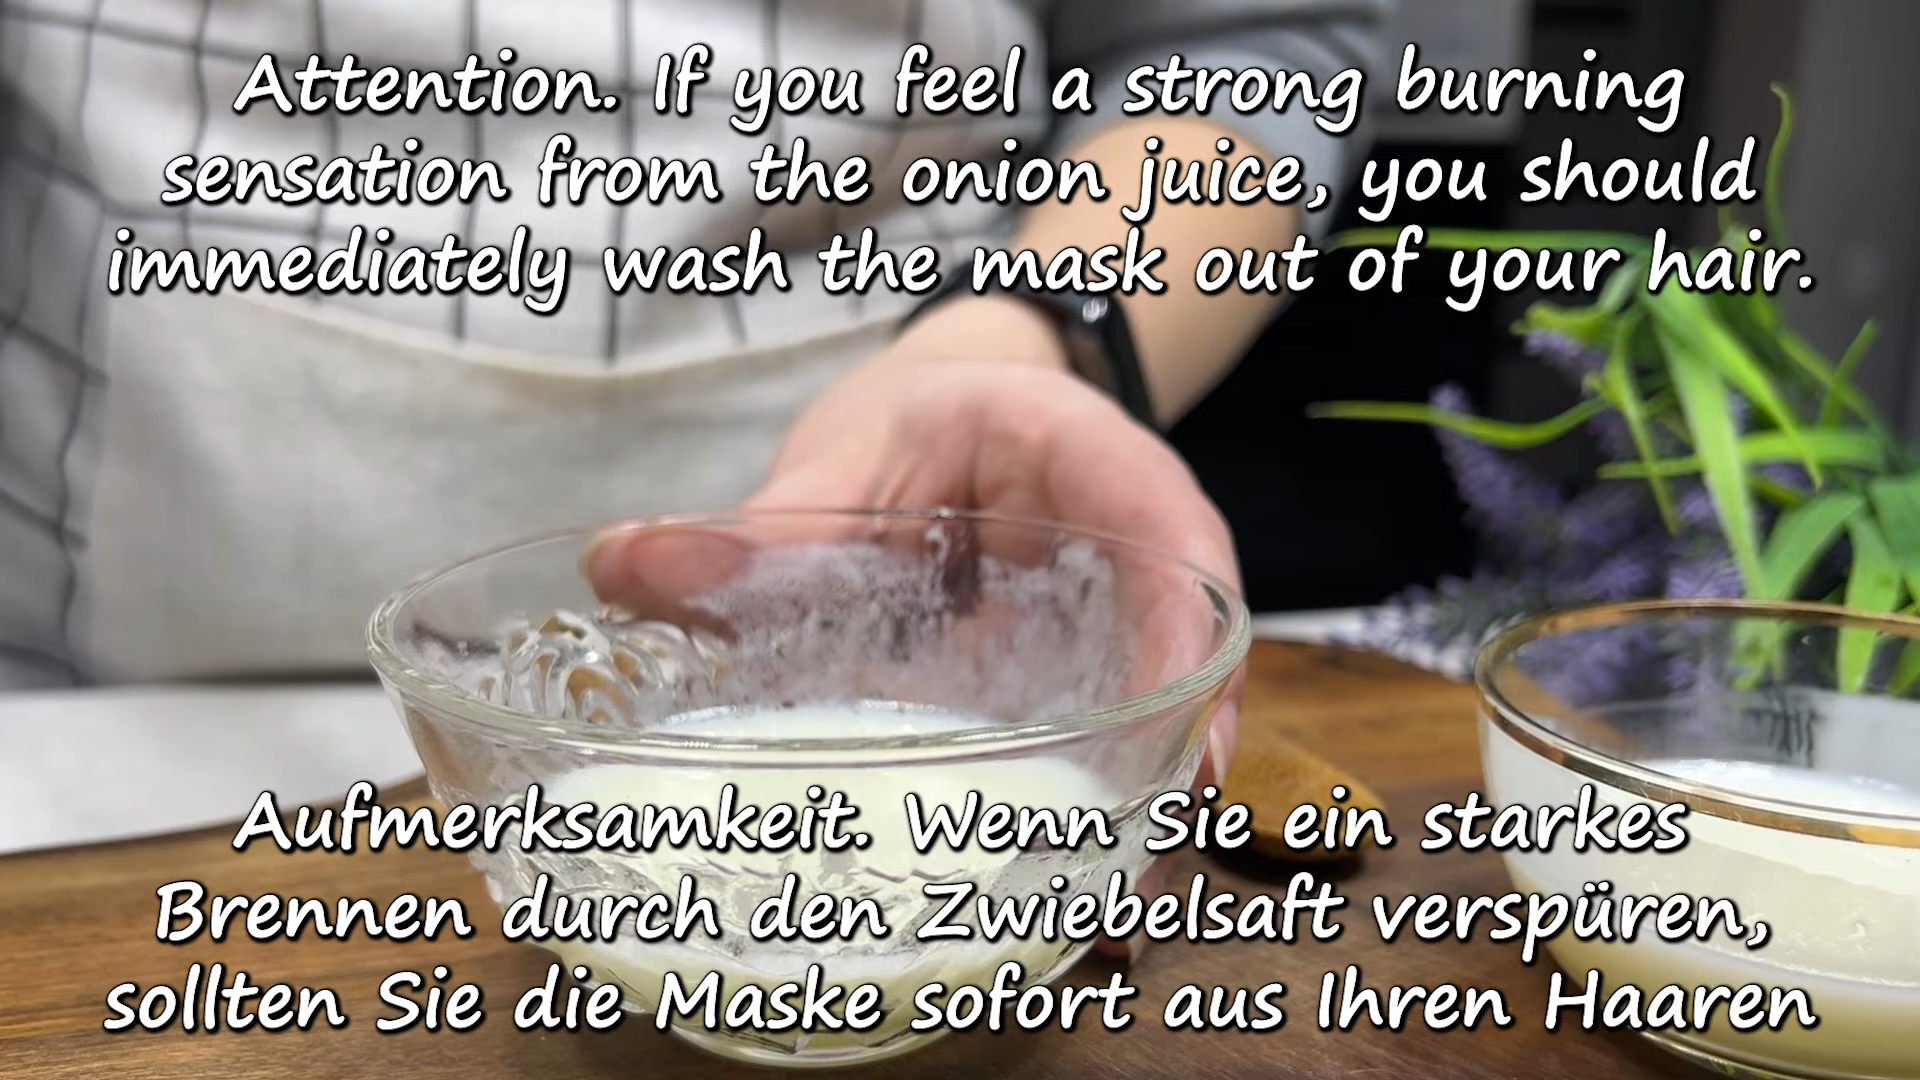 Attention. If you feel a strong burning
sensation from the onion juice, you should
immediately wash the mask out of your hair.
Aufmerksamkeit. Wenn Sie ein starkes
Brennen durch den Zwiebelsaft verspüren,
sollten Sie die Maske sofort aus Ihren Haaren